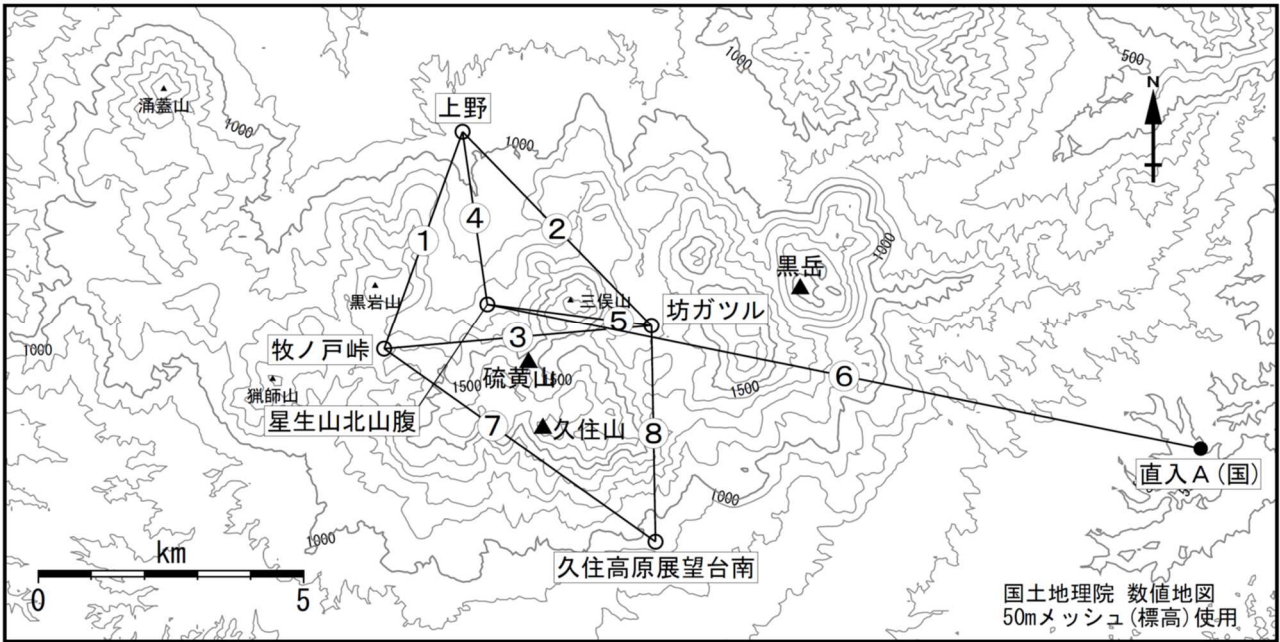 上野
涌蓋山
1000
1000
1000
500
N
1
4
2
1000
黒岳
黒岩山
三俣山
坊ガツル
5
3
牧ノ戸峠
1000
硫黄山
1500
1500
猟師山
6
1500
星生山北山腹
7
久住山
8
直入A(国)
1000
1000
久住高原展望台南
km
0
5
国土地理院 数値地図
50mメッシュ(標高)使用